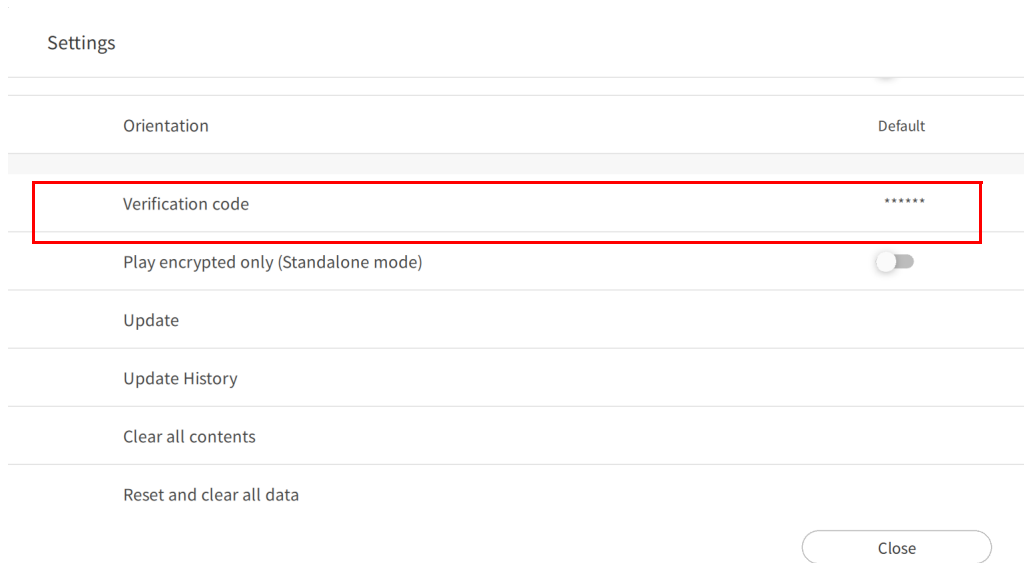 Settings
Orientation Default
Verification code ******
Play encrypted only (Standalone mode)
Update
Update History
Clear all contents
Reset and clear all data
Close